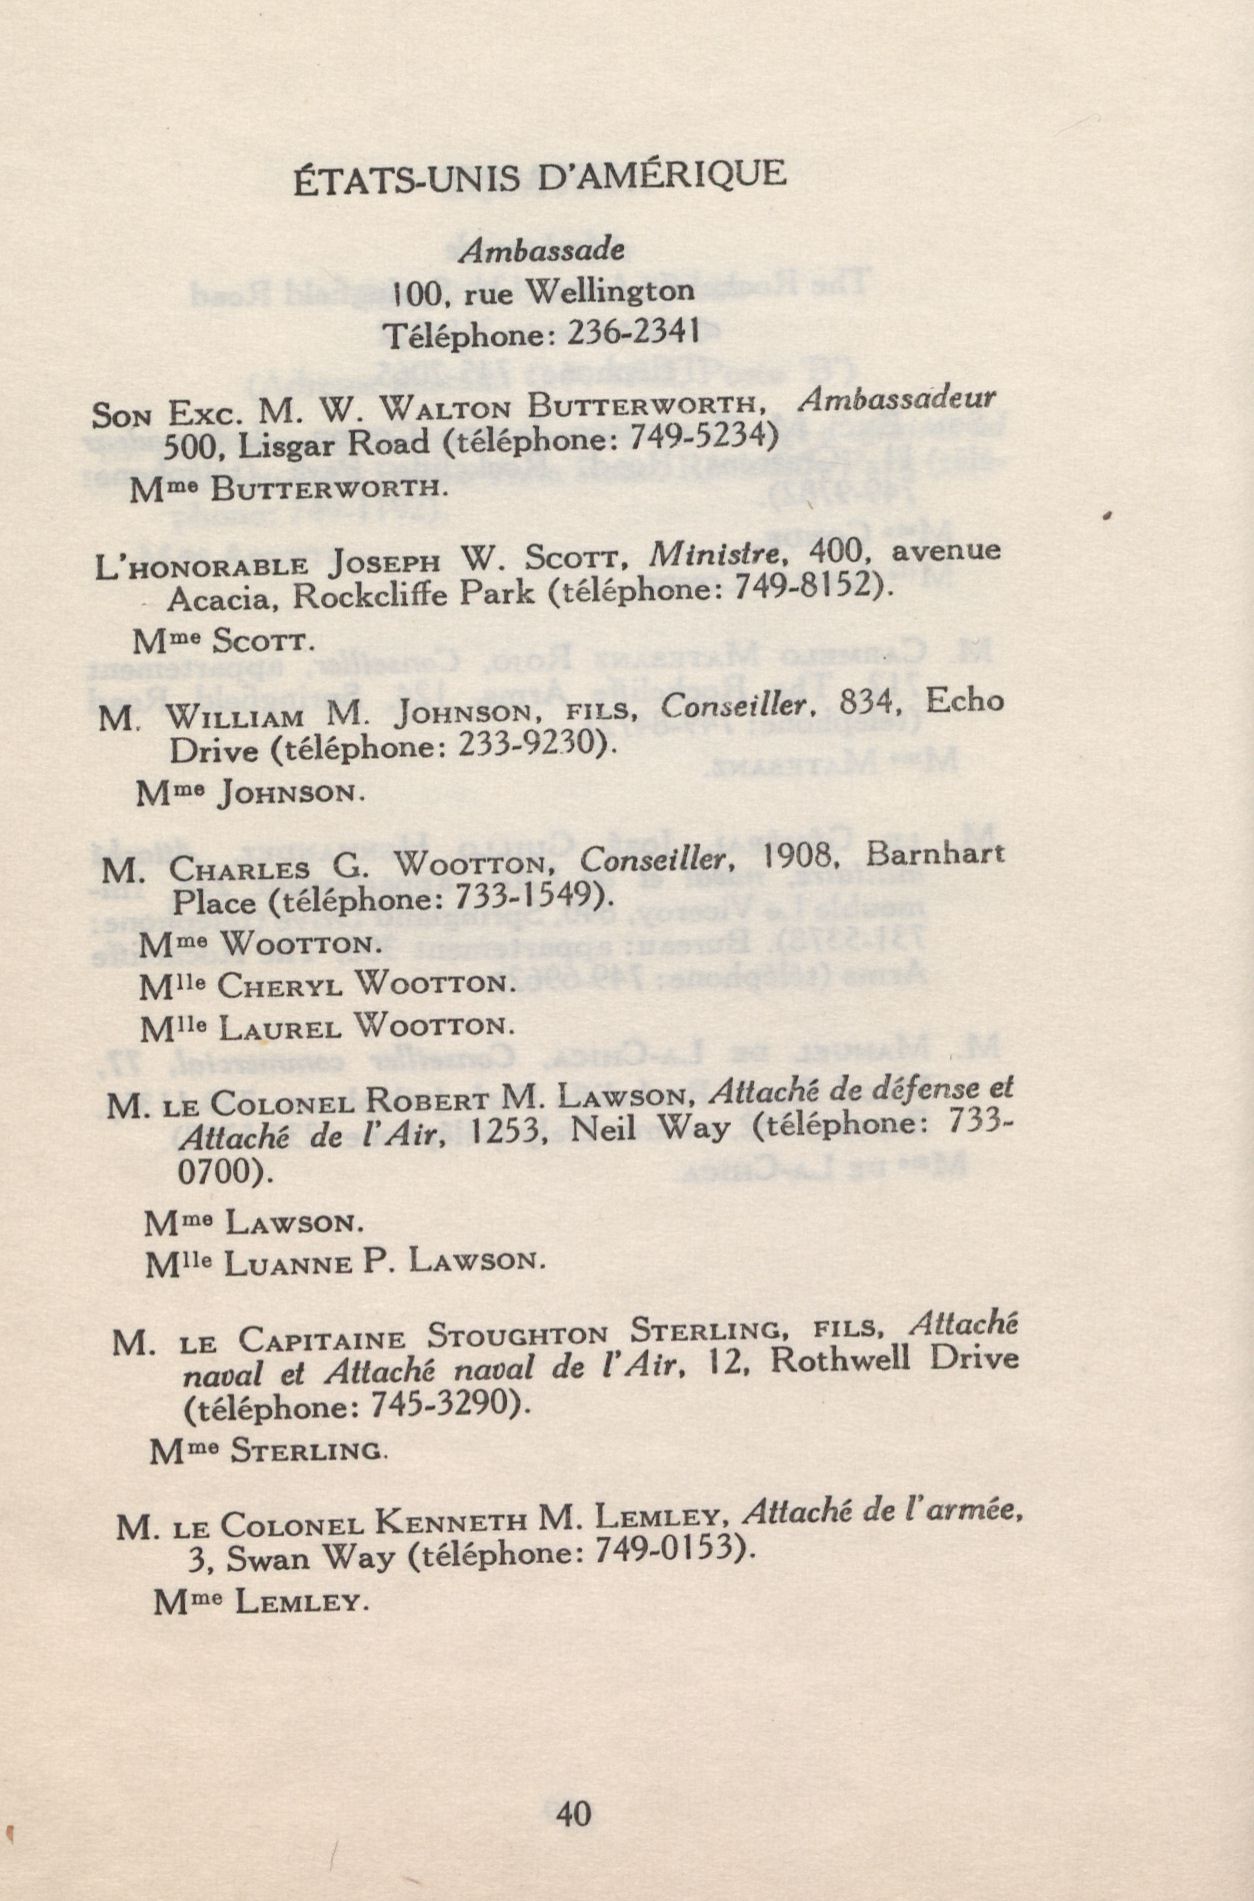 ÉTATS-UNIS D'AMÉRIQUE
Ambassade
100, rue Wellington
Téléphone: 236-2341
Son Exc. M. W. Walton Butterworth, Ambassadeur
500, Lisgar Road (téléphone: 749-5234)
Mme Butterworth.
L'honorable Joseph W. Scott, Ministre, 400, avenue
Acacia, Rockcliffe Park (téléphone: 749-8152).
Mme Scott.
M. William M. Johnson, fils, Conseiller, 834, Echo
Drive (téléphone: 233-9230).
Mme Johnson.
M. Charles G. Wootton, Conseiller, 1908, Barnhart
Place (téléphone: 733-1549).
Mme Wootton.
Mlle Cheryl Wootton.
Mlle Laurel Wootton.
M. le Colonel Robert M. Lawson, Attaché de défense et
Attaché de l'Air, 1253, Neil Way (téléphone: 733-
0700).
Mme Lawson.
Mlle Luanne P. Lawson.
M. le Capitaine Stoughton Sterling, fils, Attaché
naval et Attaché naval de l'Air, 12, Rothwell Drive
(téléphone: 745-3290).
Mme Sterling.
M. le Colonel Kenneth M. Lemley, Attaché de l'armée,
3, Swan Way (téléphone: 749-0153).
Mme Lemley.
40